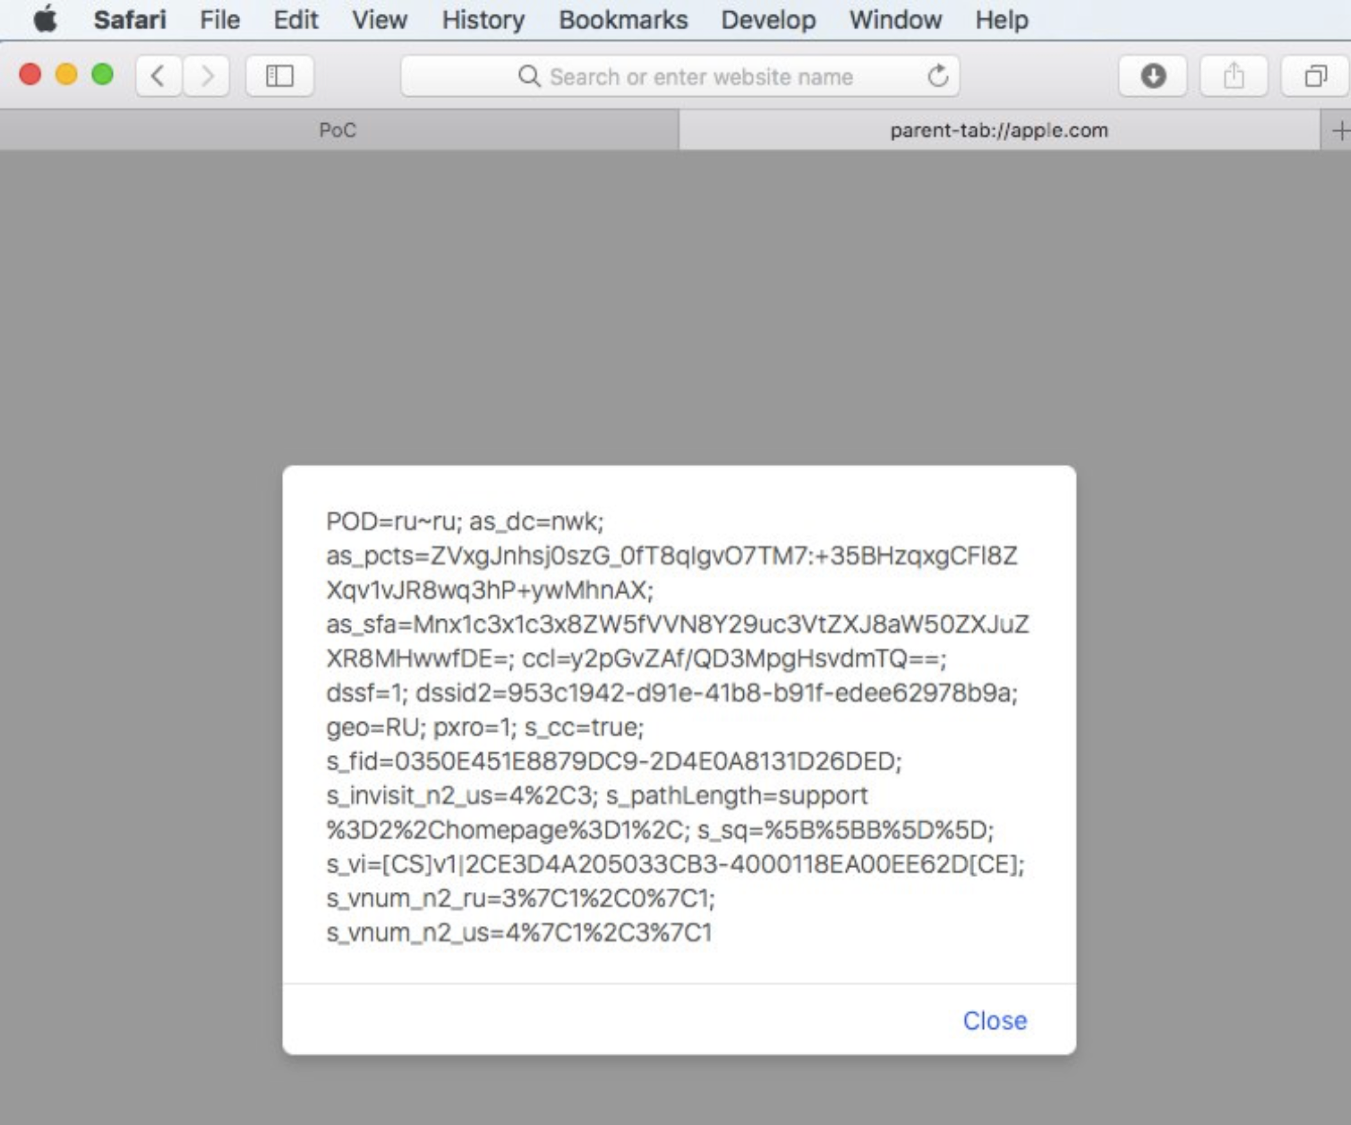 Safari File Edit View History Bookmarks Develop Window Help
Search or enter website name
PoC
parent-tab://apple.com
POD=ru~ru; as_dc=nwk;
as_pcts=ZVxgJnhsj0szG_0fT8qlgvO7TM7:+35BHzqxgCFl8Z
Xqv1vJR8wq3hP+ywMhnAX;
as_sfa=Mnx1c3x1c3x8ZW5fVVN8Y29uc3VtZXJ8aW50ZXJuZ
XR8MHwwfDE=; ccl=y2pGvZAf/QD3MpgHsvdmTQ==;
dssf=1; dssid2=953c1942-d91e-41b8-b91f-edee62978b9a;
geo=RU; pxro=1; s_cc=true;
s_fid=0350E451E8879DC9-2D4E0A8131D26DED;
s_invisit_n2_us=4%2C3; s_pathLength=support
%3D2%2Chomepage%3D1%2C; s_sq=%5B%5BB%5D%5D;
s_vi=[CS]v1|2CE3D4A205033CB3-4000118EA00EE62D[CE];
s_vnum_n2_ru=3%7C1%2C0%7C1;
s_vnum_n2_us=4%7C1%2C3%7C1
Close